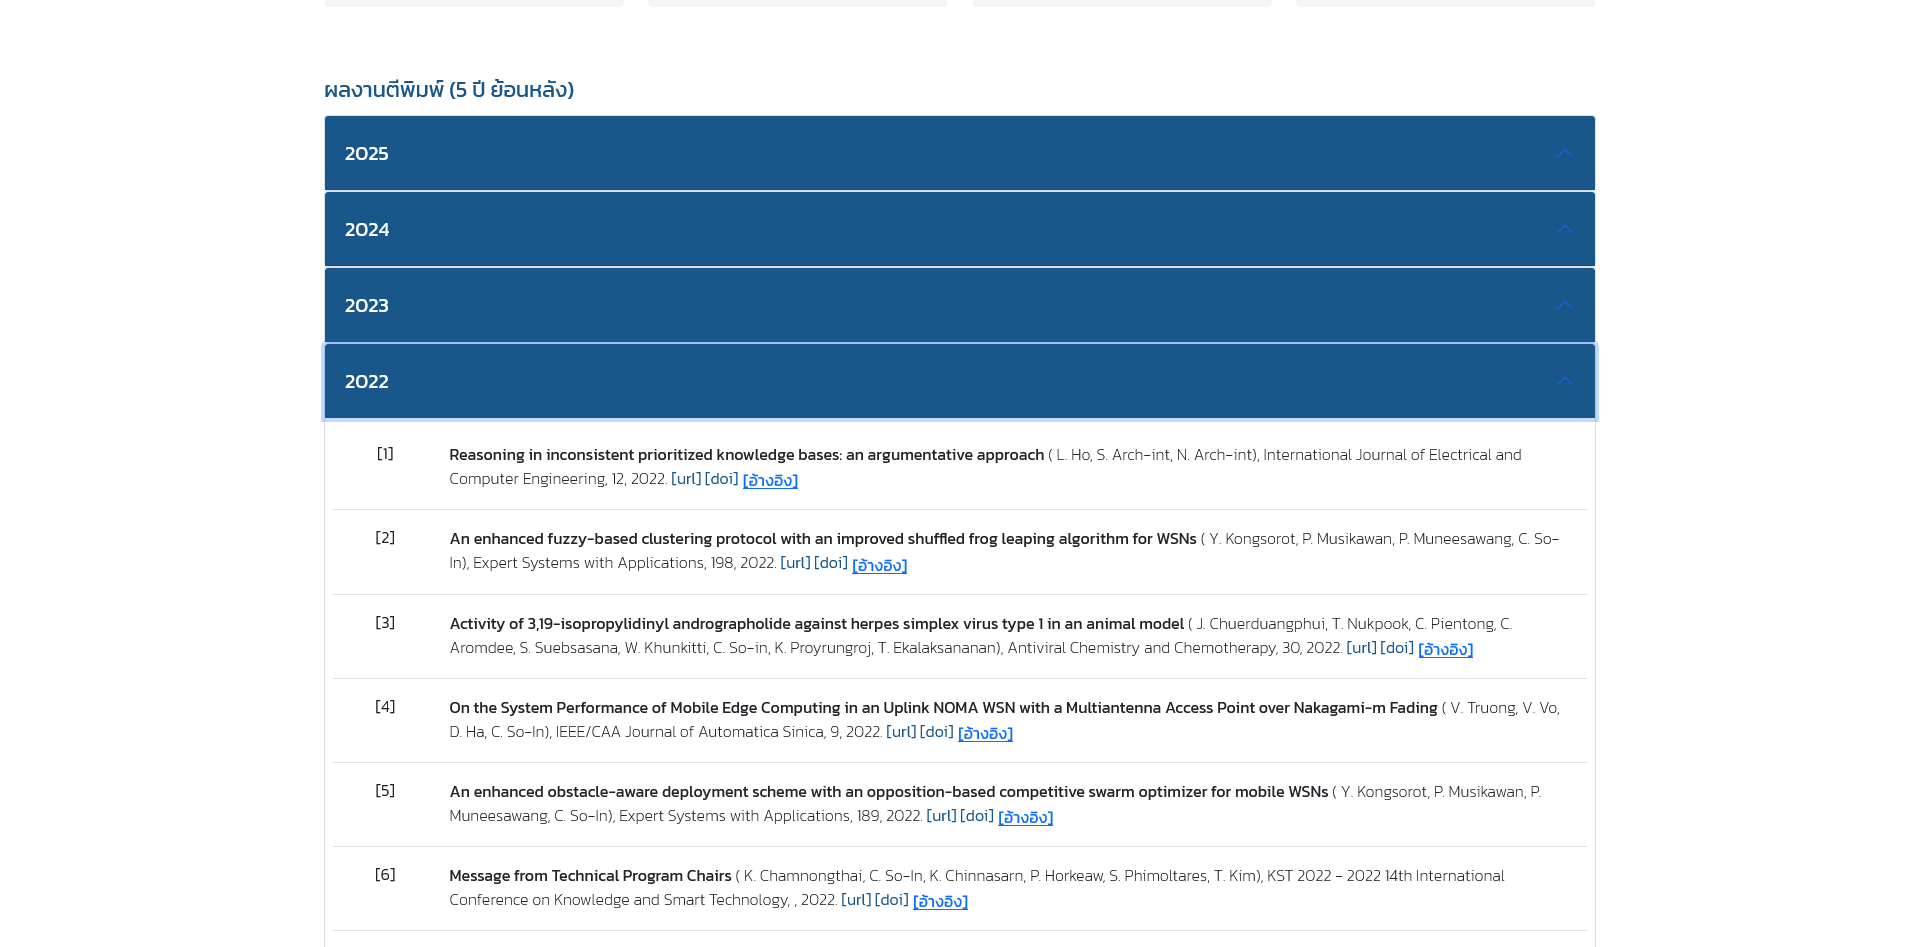 ผลงานตีพิมพ์ (5 ปี ย้อนหลัง)
2025
2024
2023
2022
[1] Reasoning in inconsistent prioritized knowledge bases: an argumentative approach ( L. Ho, S. Arch-int, N. Arch-int), International Journal of Electrical and
Computer Engineering, 12, 2022. [url] [doi] [อ้างอิง]
[2] An enhanced fuzzy-based clustering protocol with an improved shuffled frog leaping algorithm for WSNs ( Y. Kongsorot, P. Musikawan, P. Muneesawang, C. So-
In), Expert Systems with Applications, 198, 2022. [url] [doi] [อ้างอิง]
[3] Activity of 3,19-isopropylidinyl andrographolide against herpes simplex virus type 1 in an animal model ( J. Chuerduangphui, T. Nukpook, C. Pientong, C.
Aromdee, S. Suebsasana, W. Khunkitti, C. So-in, K. Proyrungroj, T. Ekalaksananan), Antiviral Chemistry and Chemotherapy, 30, 2022. [url] [doi] [อ้างอิง]
[4] On the System Performance of Mobile Edge Computing in an Uplink NOMA WSN with a Multiantenna Access Point over Nakagami-m Fading ( V. Truong, V. Vo,
D. Ha, C. So-In), IEEE/CAA Journal of Automatica Sinica, 9, 2022. [url] [doi] [อ้างอิง]
[5] An enhanced obstacle-aware deployment scheme with an opposition-based competitive swarm optimizer for mobile WSNs ( Y. Kongsorot, P. Musikawan, P.
Muneesawang, C. So-In), Expert Systems with Applications, 189, 2022. [url] [doi] [อ้างอิง]
[6] Message from Technical Program Chairs ( K. Chamnongthai, C. So-In, K. Chinnasarn, P. Horkeaw, S. Phimoltares, T. Kim), KST 2022 - 2022 14th International
Conference on Knowledge and Smart Technology, , 2022. [url] [doi] [อ้างอิง]